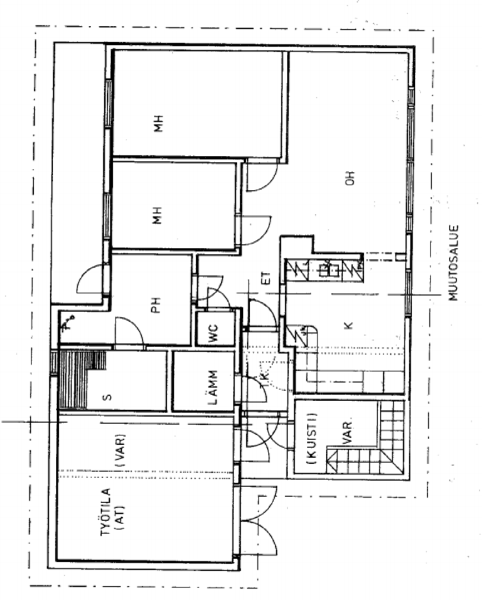 MH
MH
OH
ET
PH
WC
K
K
LÄMM
S
(VAR)
TYÖTILA
(AT)
(KUISTI)
VAR.
MUUTOSALUE